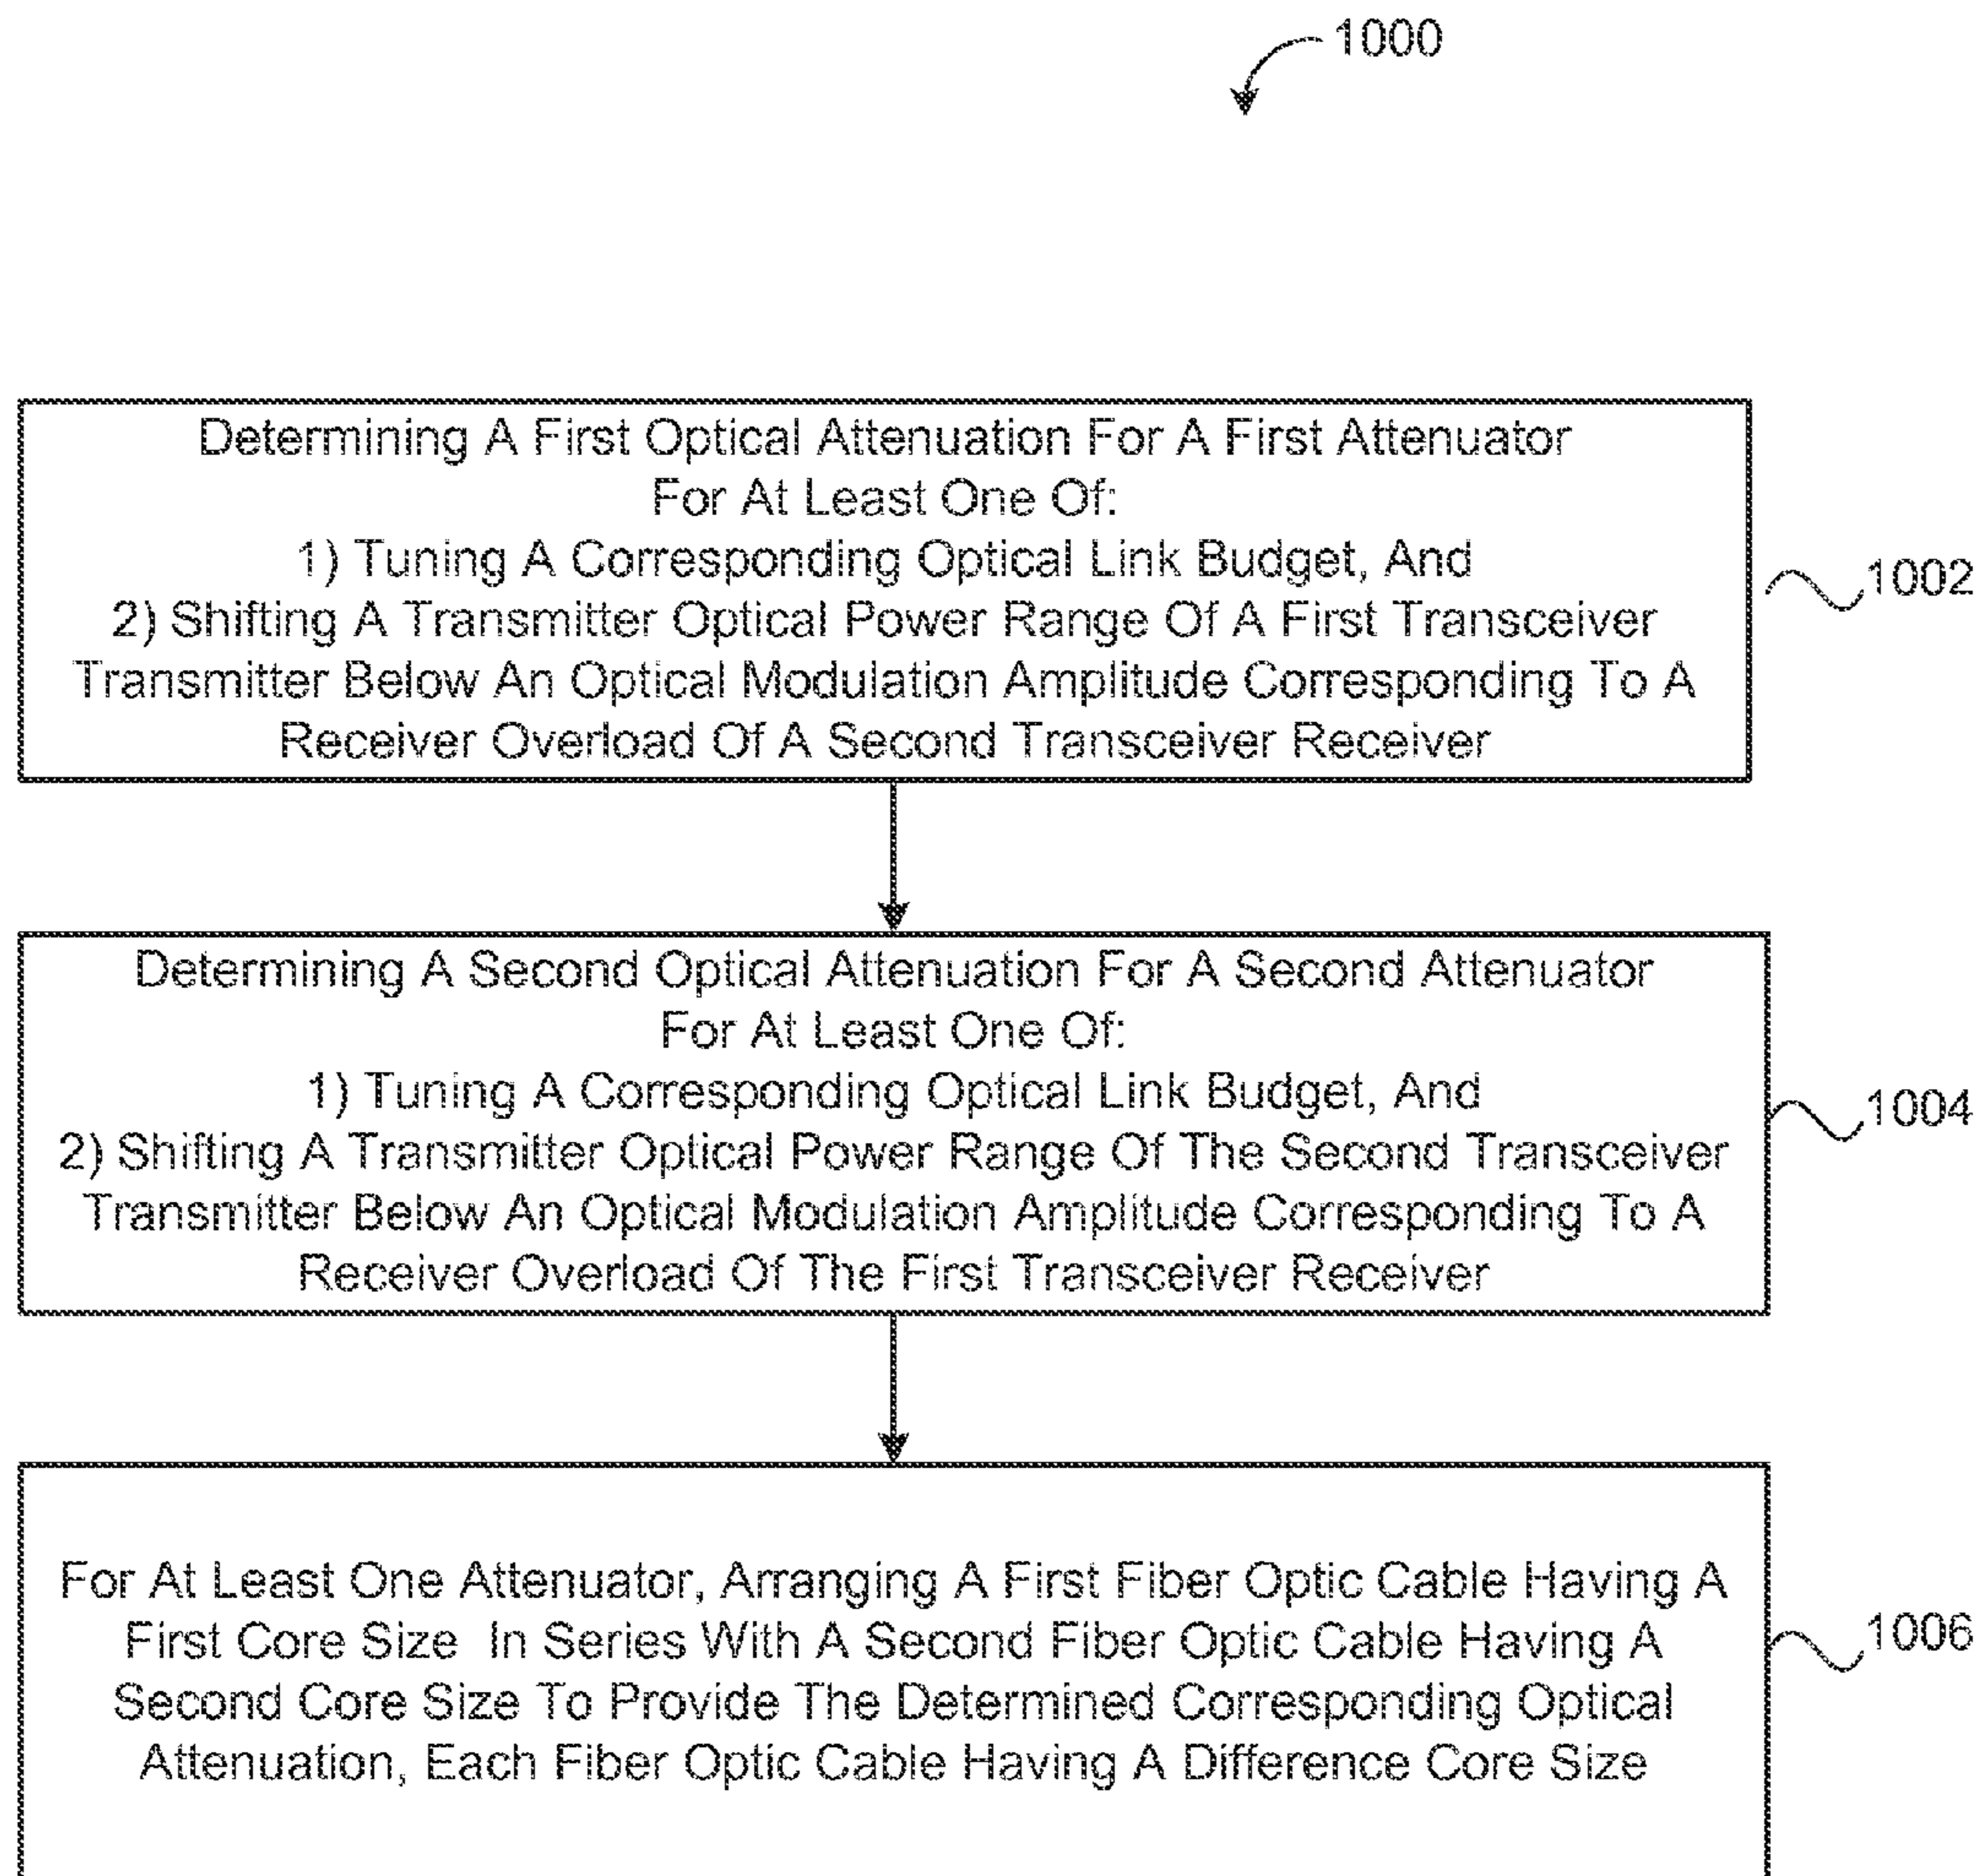 1000
Determining A First Optical Attenuation For A First Attenuator
For At Least One Of:
1) Tuning A Corresponding Optical Link Budget, And
2) Shifting A Transmitter Optical Power Range Of A First Transceiver
Transmitter Below An Optical Modulation Amplitude Corresponding To A
Receiver Overload Of A Second Transceiver Receiver
1002
Determining A Second Optical Attenuation For A Second Attenuator
For At Least One Of:
1) Tuning A Corresponding Optical Link Budget, And
2) Shifting A Transmitter Optical Power Range Of The Second Transceiver
Transmitter Below An Optical Modulation Amplitude Corresponding To A
Receiver Overload Of The First Transceiver Receiver
1004
For At Least One Attenuator, Arranging A First Fiber Optic Cable Having A
First Core Size In Series With A Second Fiber Optic Cable Having A
Second Core Size To Provide The Determined Corresponding Optical
Attenuation, Each Fiber Optic Cable Having A Difference Core Size
1006